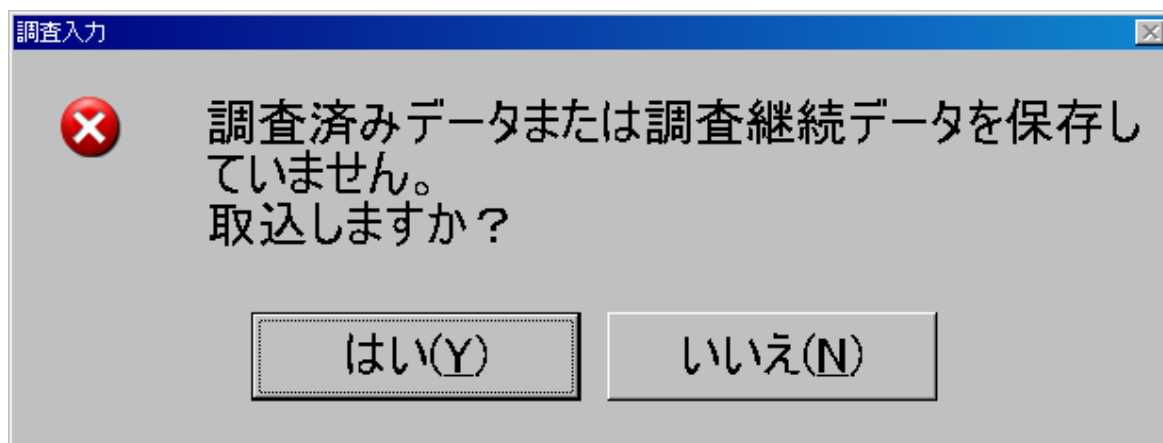 調査入力
調査済みデータまたは調査継続データを保存し
ていません。
取込しますか？
はい(Y)
いいえ(N)